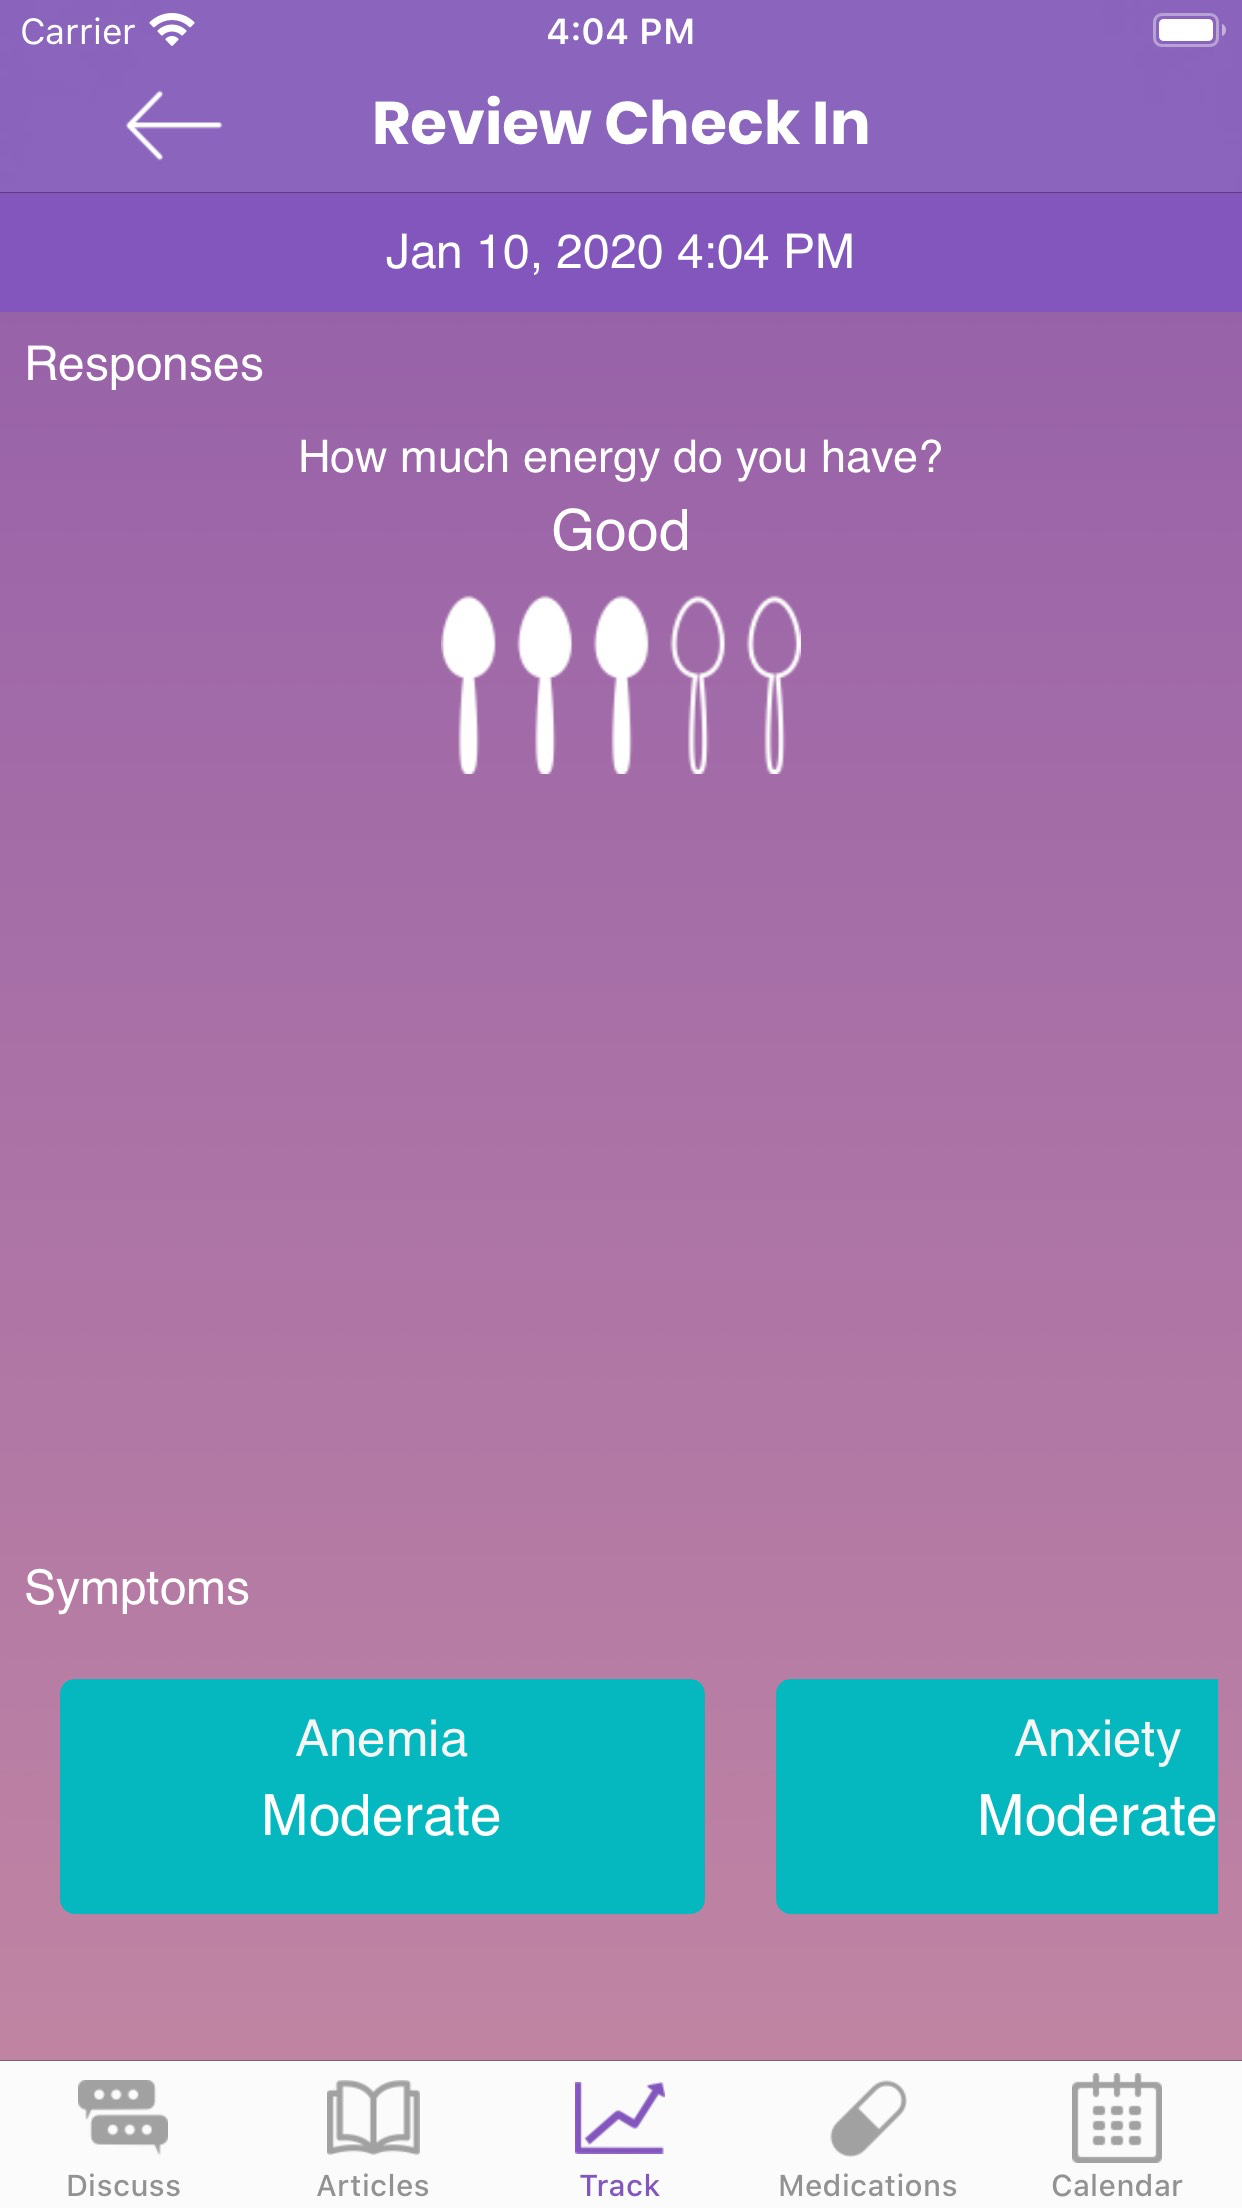 Carrier 4:04 PM
Review Check In
Jan 10, 2020 4:04 PM
Responses
How much energy do you have?
Good
Symptoms
Anemia
Moderate
Anxiety
Moderate
Discuss Articles Track Medications Calendar